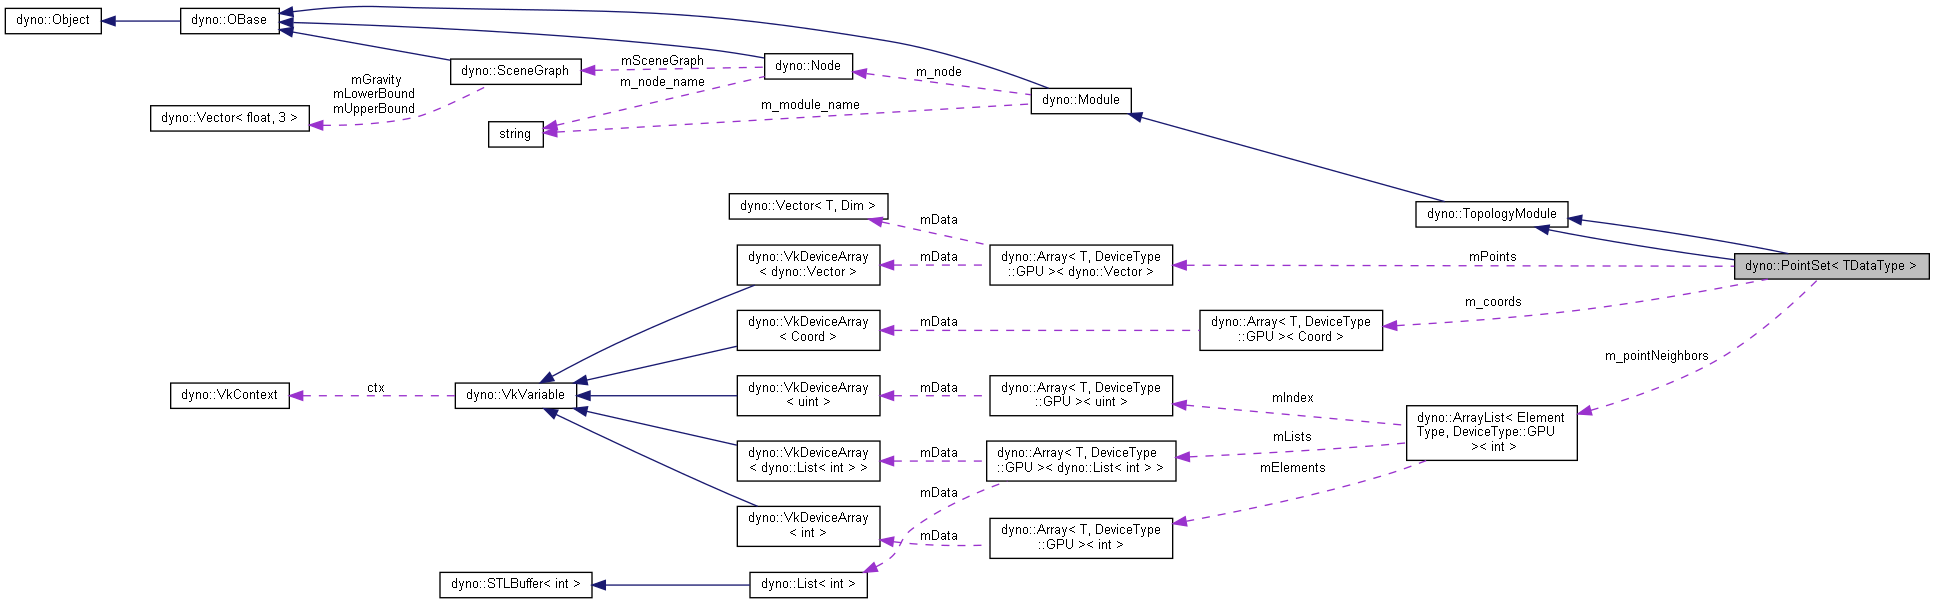 dyno::Object
dyno::OBase
dyno::SceneGraph
mSceneGraph
dyno::Node
m_node_name
m_node
mGravity
mLowerBound
mUpperBound
dyno::Vector< float, 3 >
string
m_module_name
dyno::Module
dyno::Vector< T, Dim >
mData
dyno::TopologyModule
dyno::VkDeviceArray
< dyno::Vector >
mData
dyno::Array< T, DeviceType
::GPU >< dyno::Vector >
mPoints
dyno::PointSet< TDataType >
dyno::VkDeviceArray
< Coord >
mData
dyno::Array< T, DeviceType
::GPU >< Coord >
m_coords
m_pointNeighbors
dyno::VkContext
ctx
dyno::VkVariable
dyno::VkDeviceArray
< uint >
mData
dyno::Array< T, DeviceType
::GPU >< uint >
mIndex
dyno::ArrayList< Element
Type, DeviceType::GPU
>< int >
dyno::VkDeviceArray
< dyno::List< int > >
mData
dyno::Array< T, DeviceType
::GPU >< dyno::List< int > >
mLists
mElements
mData
dyno::VkDeviceArray
< int >
mData
dyno::Array< T, DeviceType
::GPU >< int >
dyno::STLBuffer< int >
dyno::List< int >